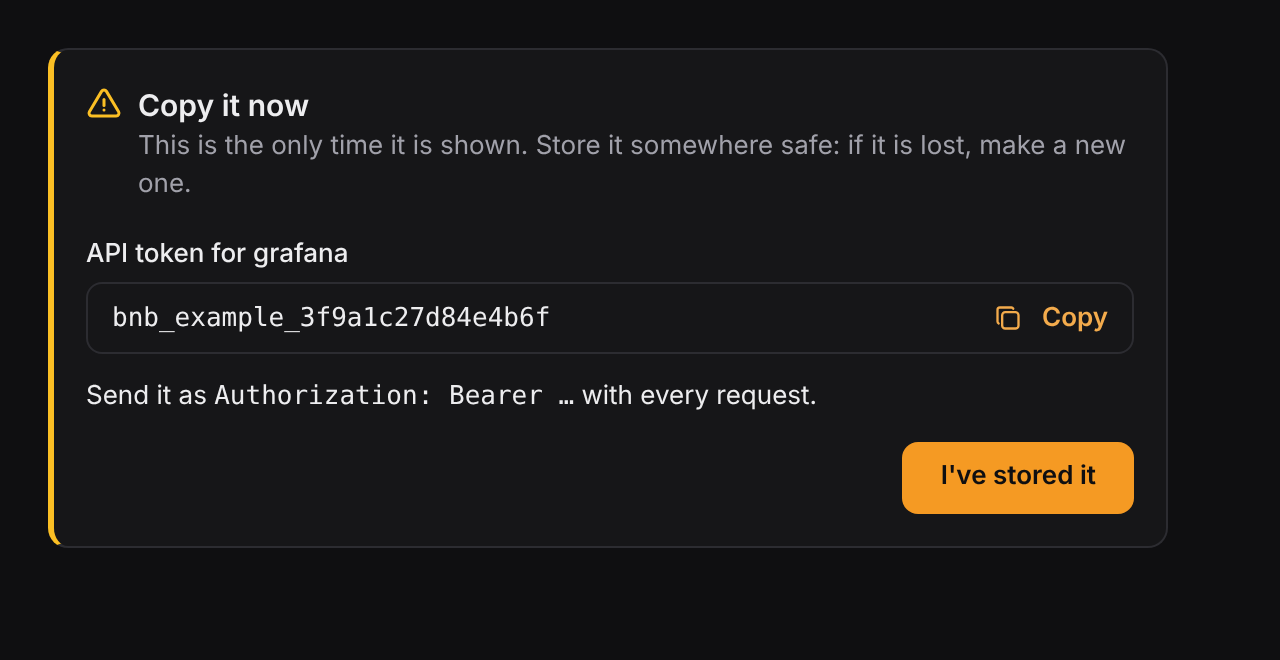 Copy it now
This is the only time it is shown. Store it somewhere safe: if it is lost, make a new
one.
API token for grafana
bnb_example_3f9a1c27d84e4b6f
Copy
Send it as Authorization: Bearer … with every request.
I've stored it